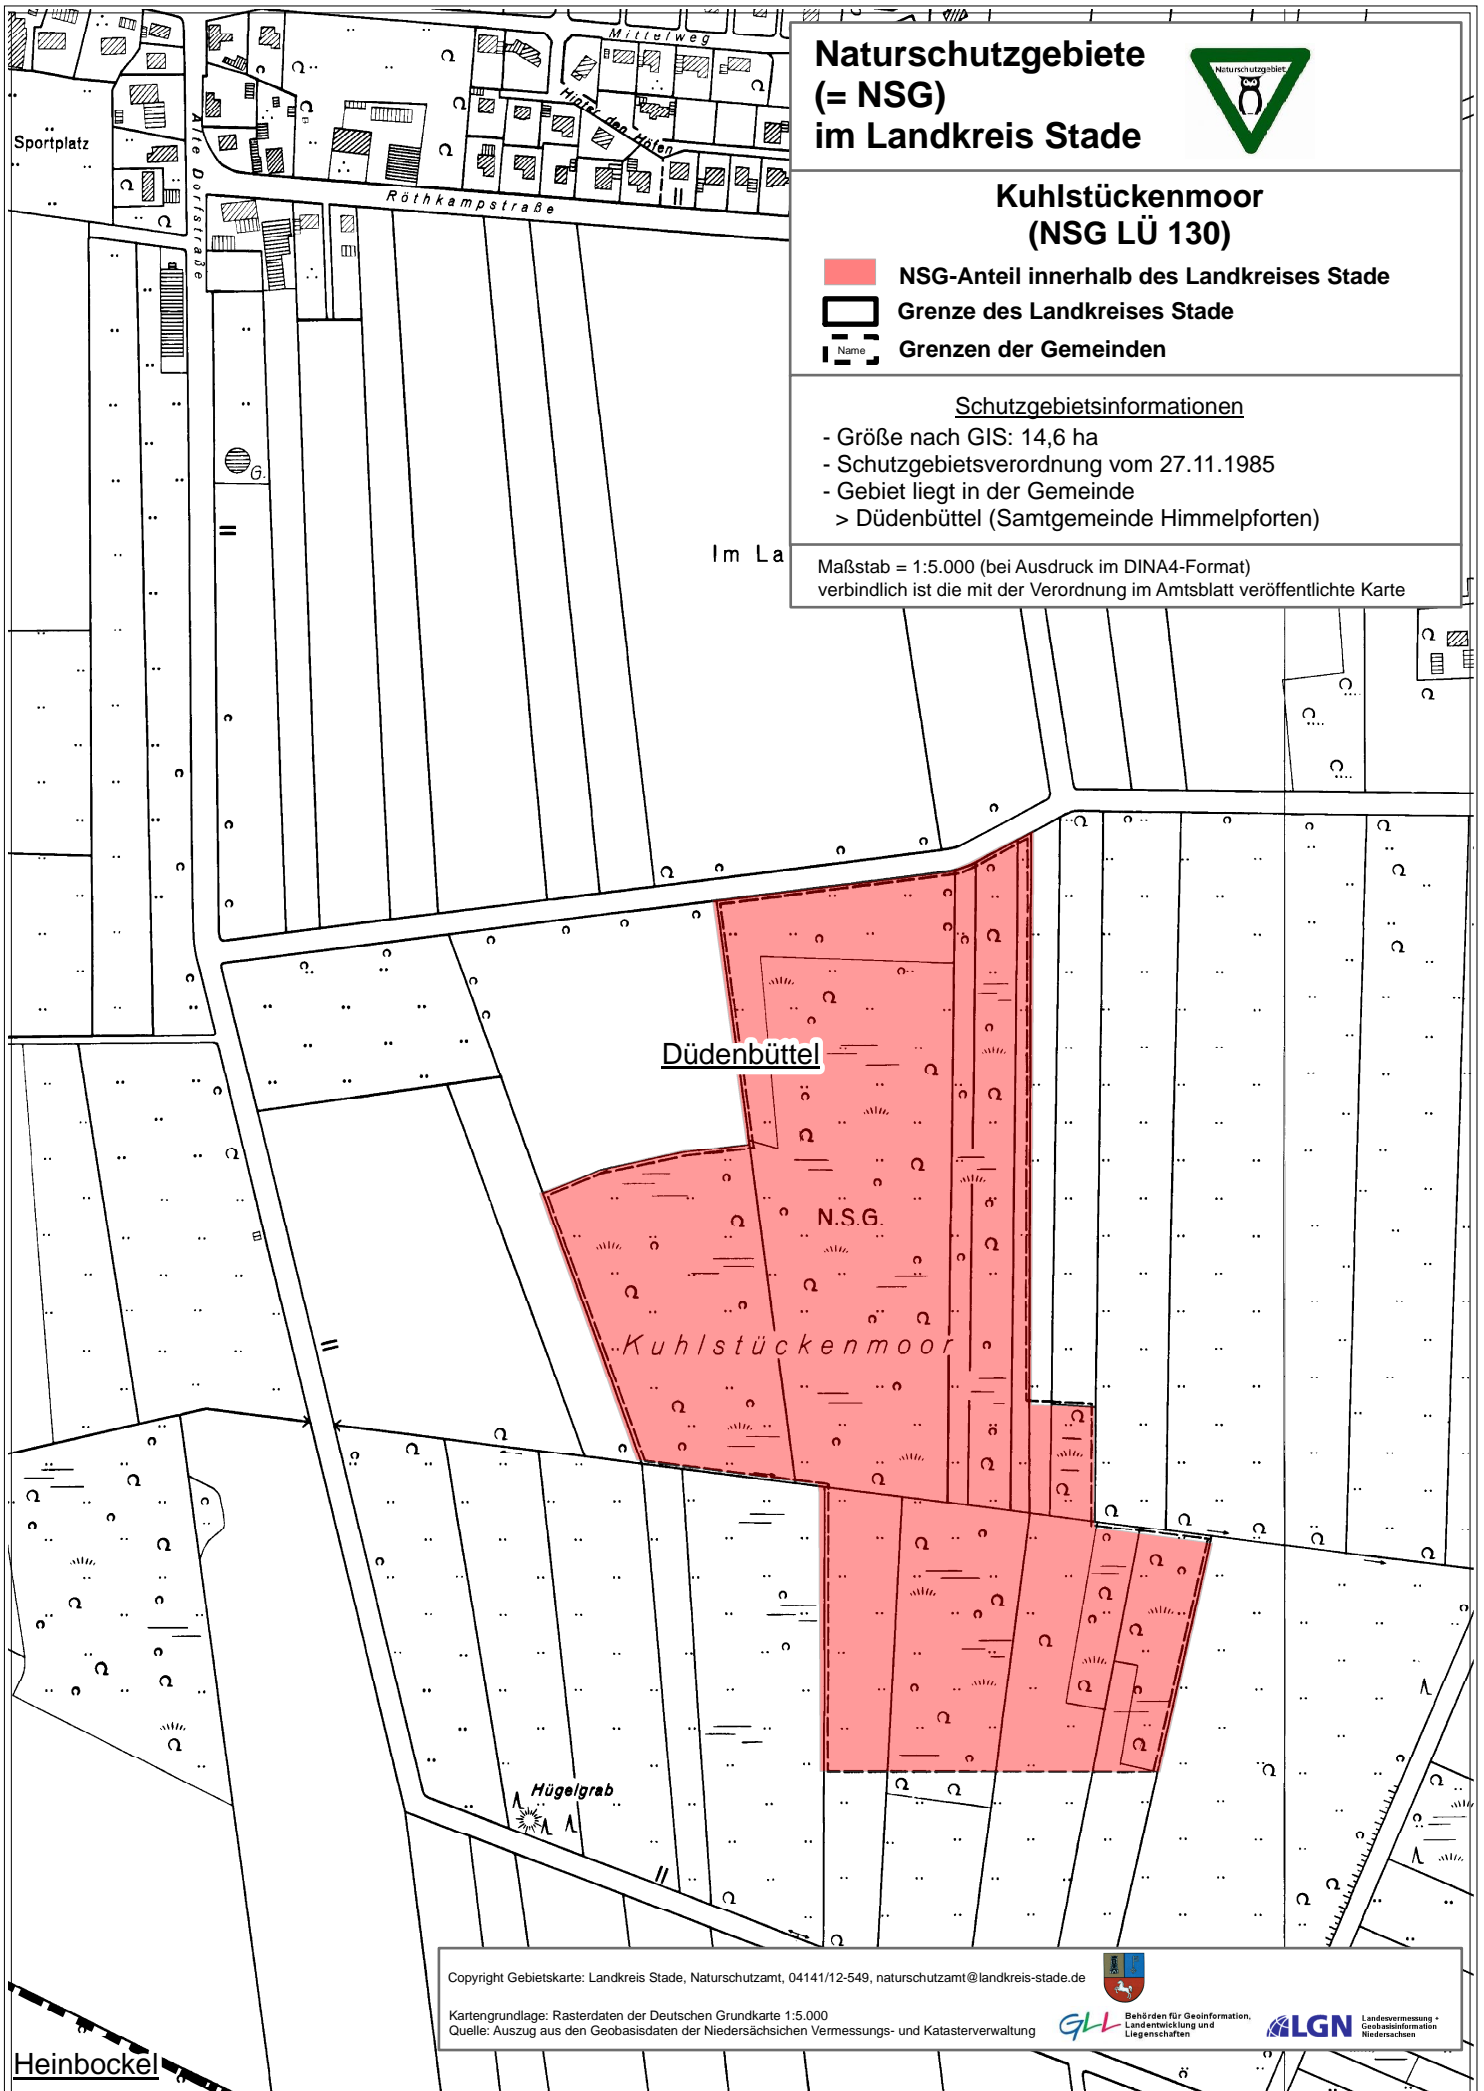 Mittelweg
Hinter den Höfen
Sportplatz
Alte Dorfstraße
Röthkampstraße
Naturschutzgebiete
(= NSG)
im Landkreis Stade
Naturschutzgebiet
Kuhlstückenmoor
(NSG LÜ 130)
NSG-Anteil innerhalb des Landkreises Stade
Grenze des Landkreises Stade
Name
Grenzen der Gemeinden
Schutzgebietsinformationen
- Größe nach GIS: 14,6 ha
- Schutzgebietsverordnung vom 27.11.1985
- Gebiet liegt in der Gemeinde
> Düdenbüttel (Samtgemeinde Himmelpforten)
Maßstab = 1:5.000 (bei Ausdruck im DINA4-Format)
verbindlich ist die mit der Verordnung im Amtsblatt veröffentlichte Karte
G.
Im La
Düdenbüttel
N.S.G.
Kuhlstückenmoor
Hügelgrab
Copyright Gebietskarte: Landkreis Stade, Naturschutzamt, 04141/12-549, naturschutzamt@landkreis-stade.de
Kartengrundlage: Rasterdaten der Deutschen Grundkarte 1:5.000
Quelle: Auszug aus den Geobasisdaten der Niedersächsichen Vermessungs- und Katasterverwaltung
GLL
Behörden für Geoinformation,
Landentwicklung und
Liegenschaften
LGN
Landesvermessung +
Geobasisinformation
Niedersachsen
Heinbockel